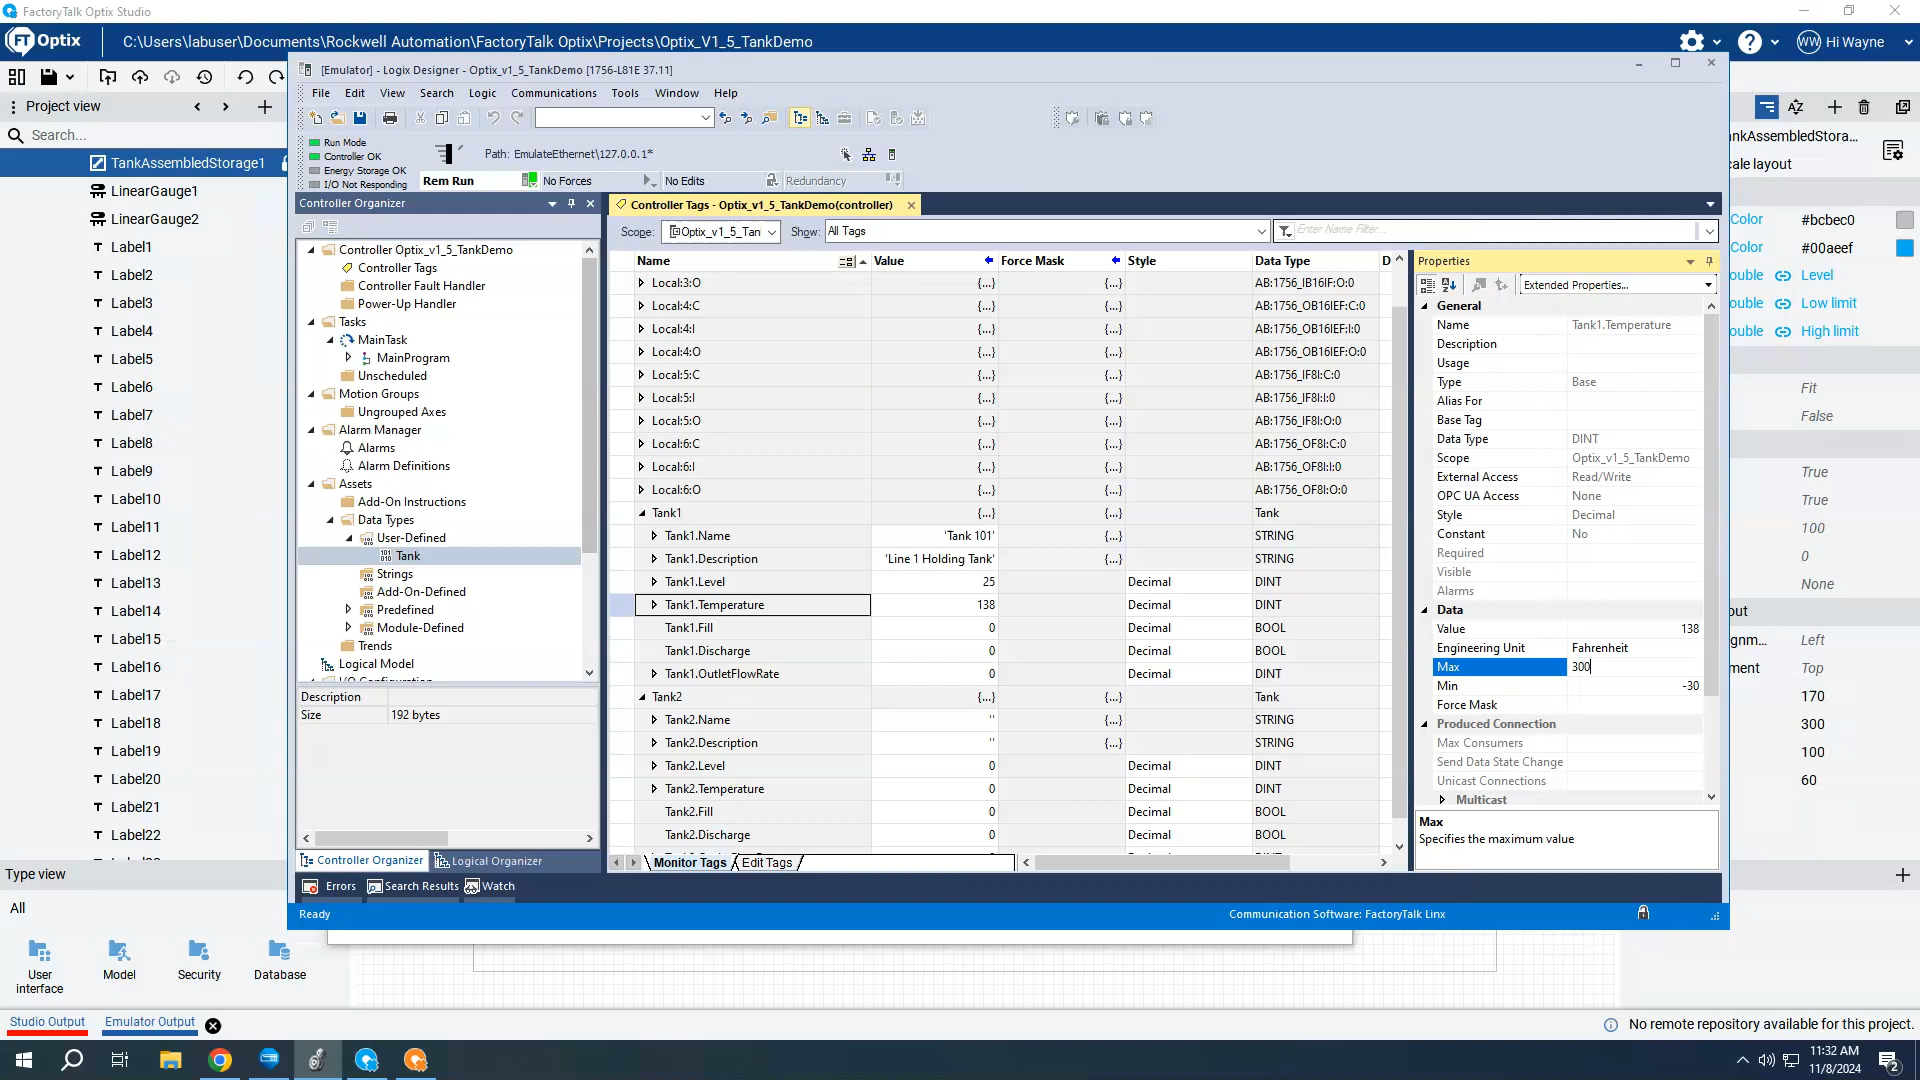 FactoryTalk Optix Studio
FT Optix
C:\Users\labuser\Documents\Rockwell Automation\FactoryTalk Optix\Projects\Optix_V1_5_TankDemo
WW Hi Wayne
Project view
Search...
TankAssembledStorage1
LinearGauge1
LinearGauge2
Label1
Label2
Label3
Label4
Label5
Label6
Label7
Label8
Label9
Label10
Label11
Label12
Label13
Label14
Label15
Label16
Label17
Label18
Label19
Label20
Label21
Label22
Type view
All
User interface
Model
Security
Database
Studio Output
Emulator Output
[Emulator] - Logix Designer - Optix_v1_5_TankDemo [1756-L81E 37.11]
File Edit View Search Logic Communications Tools Window Help
Run Mode
Controller OK
Energy Storage OK
I/O Not Responding
Path: EmulateEthernet\127.0.0.1*
Rem Run
No Forces
No Edits
Redundancy
Controller Organizer
Controller Optix_v1_5_TankDemo
Controller Tags
Controller Fault Handler
Power-Up Handler
Tasks
MainTask
MainProgram
Unscheduled
Motion Groups
Ungrouped Axes
Alarm Manager
Alarms
Alarm Definitions
Assets
Add-On Instructions
Data Types
User-Defined
Tank
Strings
Add-On-Defined
Predefined
Module-Defined
Trends
Logical Model
Description
Size 192 bytes
Controller Organizer
Logical Organizer
Errors
Search Results
Watch
Ready
Communication Software: FactoryTalk Linx
Controller Tags - Optix_v1_5_TankDemo(controller)
Scope: Optix_v1_5_Tan
Show: All Tags
Enter Name Filter...
Name Value Force Mask Style Data Type D
Local:3:O {...} {...} AB:1756_IB16IF:O:0
Local:4:C {...} {...} AB:1756_OB16IEF:C:0
Local:4:I {...} {...} AB:1756_OB16IEF:I:0
Local:4:O {...} {...} AB:1756_OB16IEF:O:0
Local:5:C {...} {...} AB:1756_IF8I:C:0
Local:5:I {...} {...} AB:1756_IF8I:I:0
Local:5:O {...} {...} AB:1756_IF8I:O:0
Local:6:C {...} {...} AB:1756_OF8I:C:0
Local:6:I {...} {...} AB:1756_OF8I:I:0
Local:6:O {...} {...} AB:1756_OF8I:O:0
Tank1 {...} {...} Tank
Tank1.Name 'Tank 101' {...} STRING
Tank1.Description 'Line 1 Holding Tank' {...} STRING
Tank1.Level 25 Decimal DINT
Tank1.Temperature 138 Decimal DINT
Tank1.Fill 0 Decimal BOOL
Tank1.Discharge 0 Decimal BOOL
Tank1.OutletFlowRate 0 Decimal DINT
Tank2 {...} {...} Tank
Tank2.Name '' {...} STRING
Tank2.Description '' {...} STRING
Tank2.Level 0 Decimal DINT
Tank2.Temperature 0 Decimal DINT
Tank2.Fill 0 Decimal BOOL
Tank2.Discharge 0 Decimal BOOL
Monitor Tags
Edit Tags
Properties
Extended Properties...
General
Name Tank1.Temperature
Description
Usage
Type Base
Alias For
Base Tag
Data Type DINT
Scope Optix_v1_5_TankDemo
External Access Read/Write
OPC UA Access None
Style Decimal
Constant No
Required
Visible
Alarms
Data
Value 138
Engineering Unit Fahrenheit
Max 300
Min -30
Force Mask
Produced Connection
Max Consumers
Send Data State Change
Unicast Connections
Multicast
Max
Specifies the maximum value
nkAssembledStora...
cale layout
Color #bcbec0
Color #00aeef
ouble Level
ouble Low limit
ouble High limit
Fit
False
True
True
100
0
None
out
gnm... Left
ment Top
170
300
100
60
No remote repository available for this project.
11:32 AM
11/8/2024
2